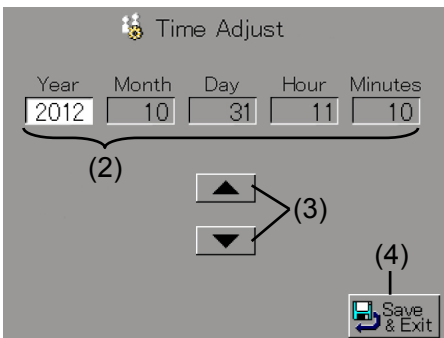 Time Adjust
Year Month Day Hour Minutes
2012 10 31 11 10
(2)
(3)
(4)
Save
& Exit